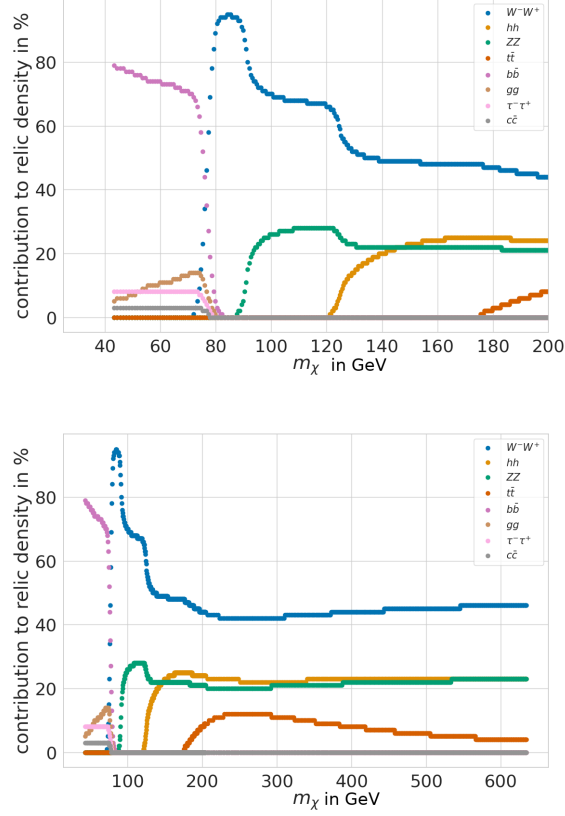 contribution to relic density in %
80
60
40
20
0
40 60 80 100 120 140 160 180 200
mχ in GeV
W⁻W⁺
hh
ZZ
tt̄
bb̄
gg
τ⁻τ⁺
cc̄
contribution to relic density in %
80
60
40
20
0
100 200 300 400 500 600
mχ in GeV
W⁻W⁺
hh
ZZ
tt̄
bb̄
gg
τ⁻τ⁺
cc̄